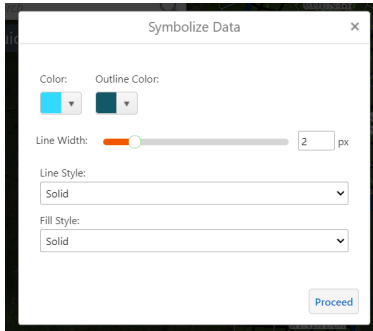 Symbolize Data
×
Color: Outline Color:
Line Width: 2 px
Line Style:
Solid
Fill Style:
Solid
Proceed